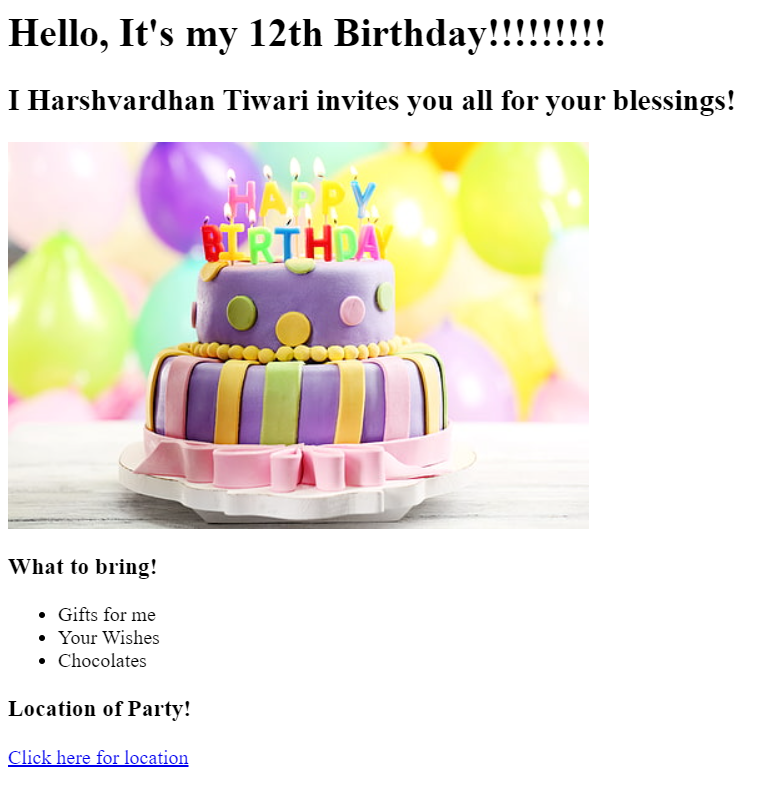 Hello, It's my 12th Birthday!!!!!!!!!
I Harshvardhan Tiwari invites you all for your blessings!
HAPPY
BIRTHDAY
What to bring!
Gifts for me
Your Wishes
Chocolates
Location of Party!
Click here for location